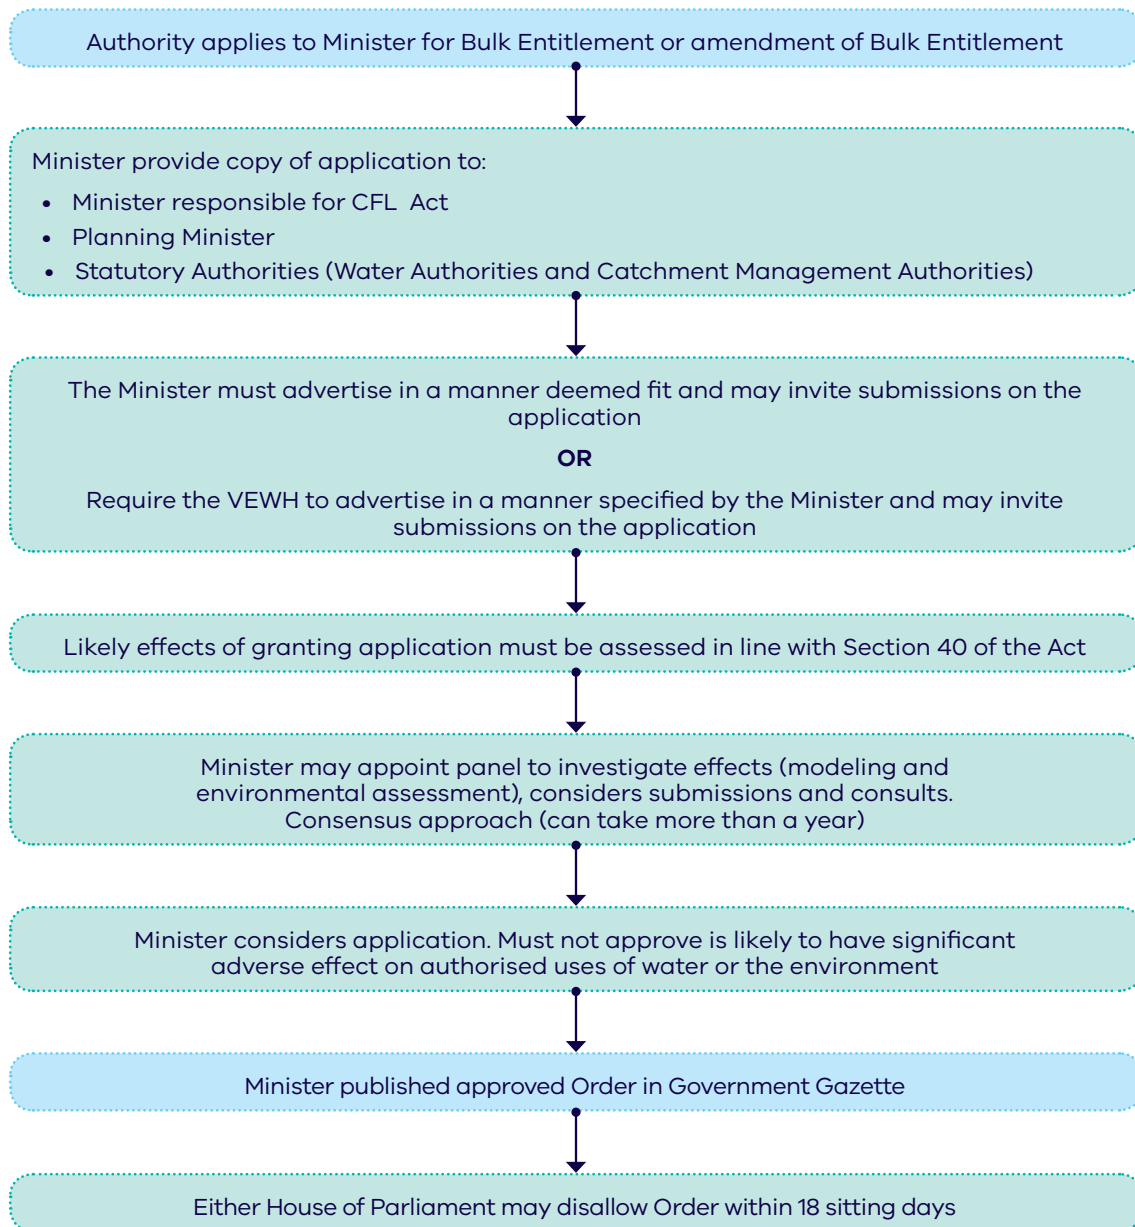 Authority applies to Minister for Bulk Entitlement or amendment of Bulk Entitlement
Minister provide copy of application to:
• Minister responsible for CFL Act
• Planning Minister
• Statutory Authorities (Water Authorities and Catchment Management Authorities)
The Minister must advertise in a manner deemed fit and may invite submissions on the
application
OR
Require the VEWH to advertise in a manner specified by the Minister and may invite
submissions on the application
Likely effects of granting application must be assessed in line with Section 40 of the Act
Minister may appoint panel to investigate effects (modeling and
environmental assessment), considers submissions and consults.
Consensus approach (can take more than a year)
Minister considers application. Must not approve is likely to have significant
adverse effect on authorised uses of water or the environment
Minister published approved Order in Government Gazette
Either House of Parliament may disallow Order within 18 sitting days